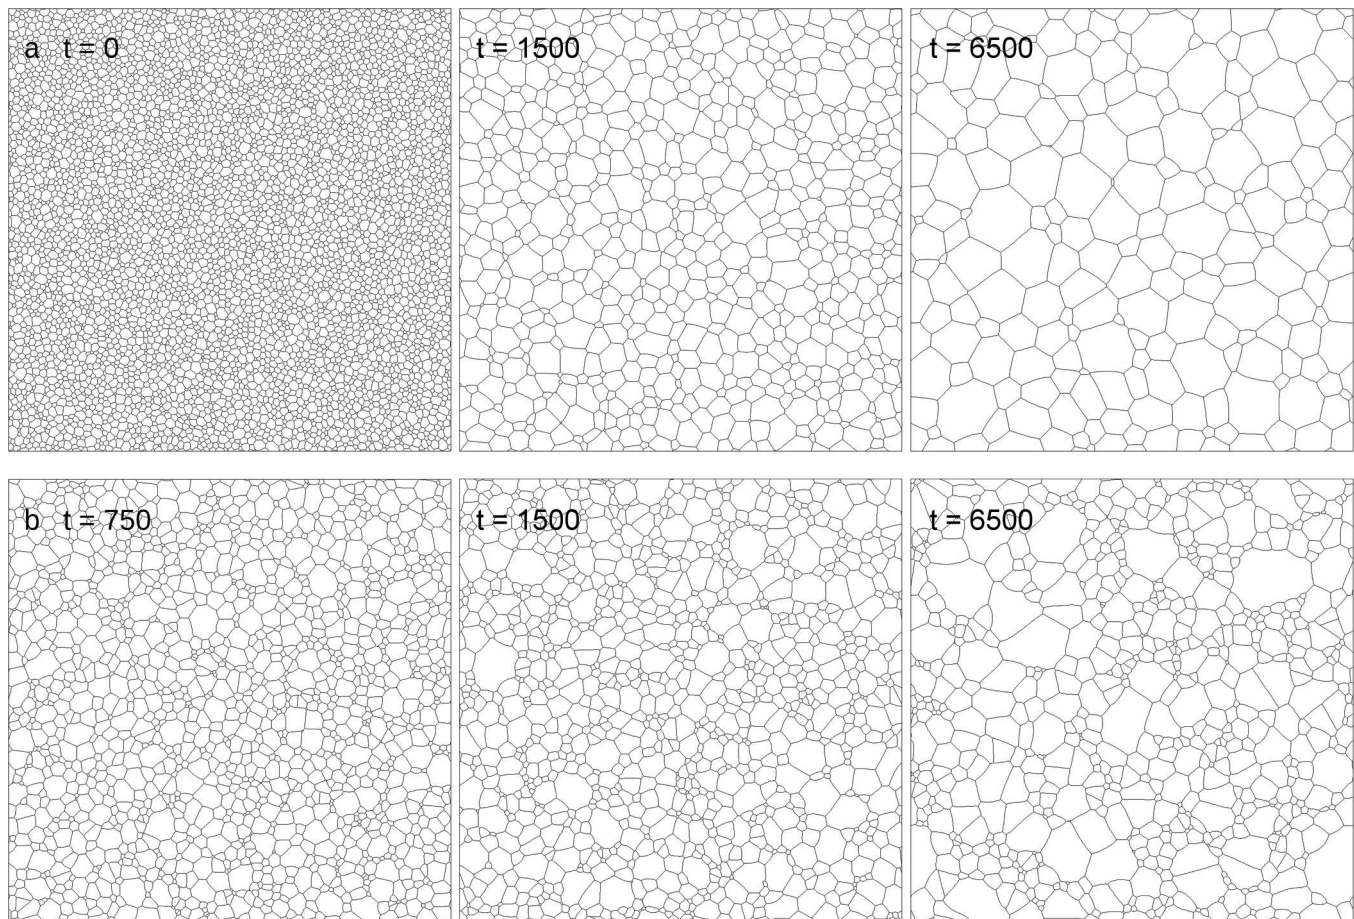 a t = 0
t = 1500
t = 6500
b t = 750
t = 1500
t = 6500